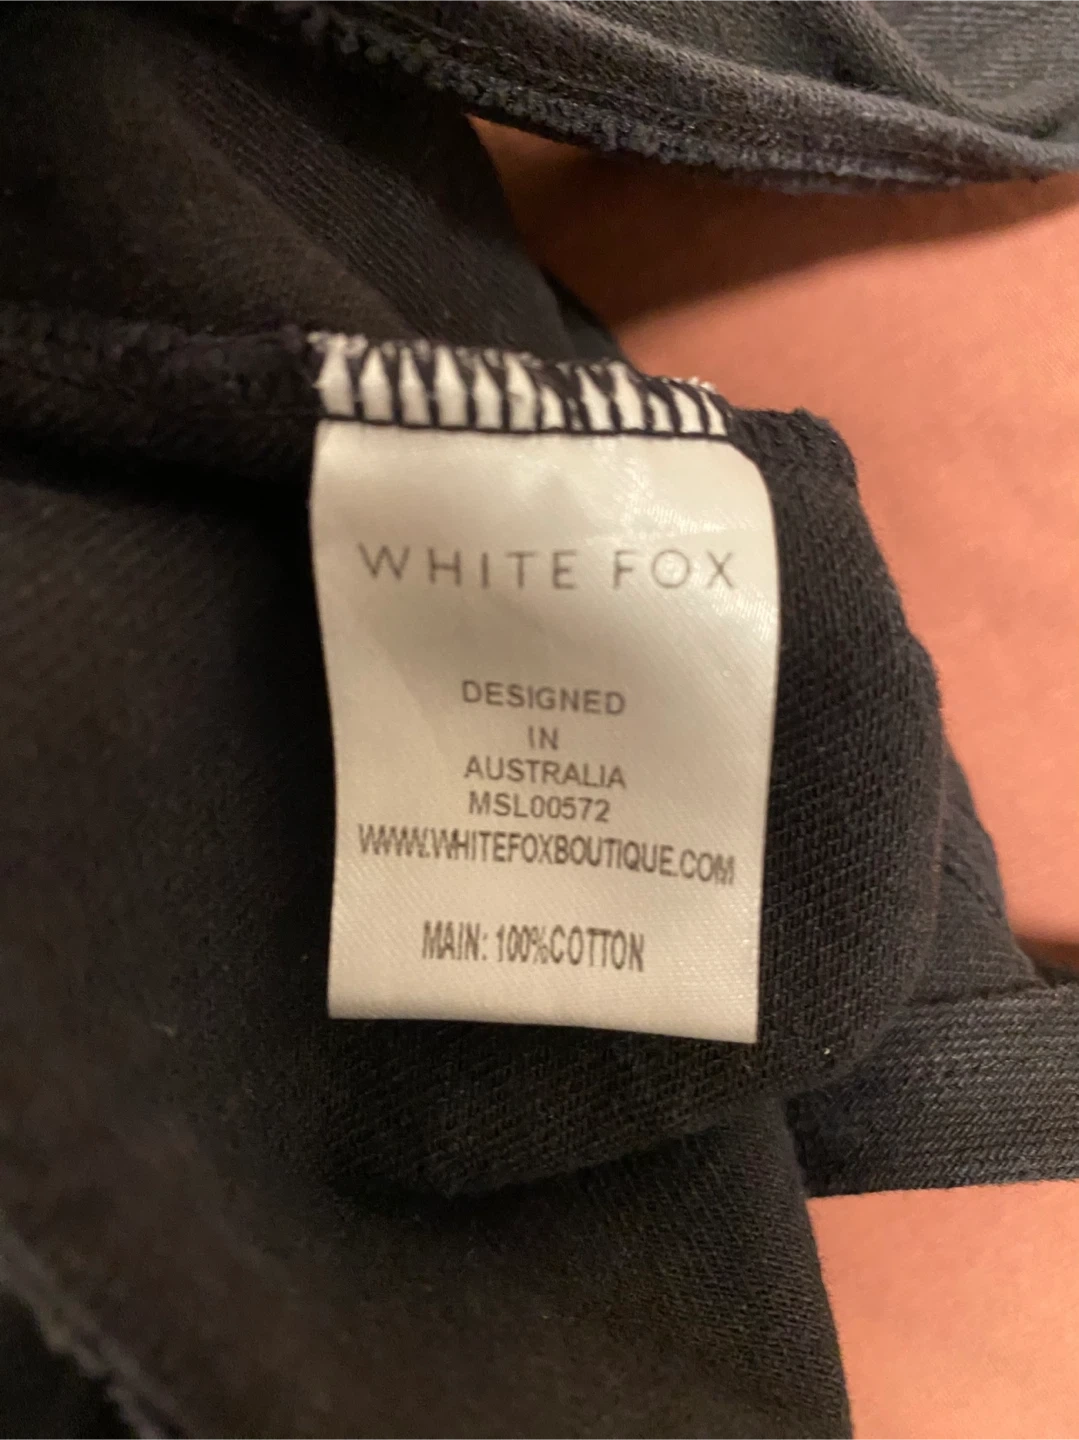 WHITE FOX
DESIGNED
IN
AUSTRALIA
MSL00572
WWW.WHITEFOXBOUTIQUE.COM
MAIN: 100%COTTON